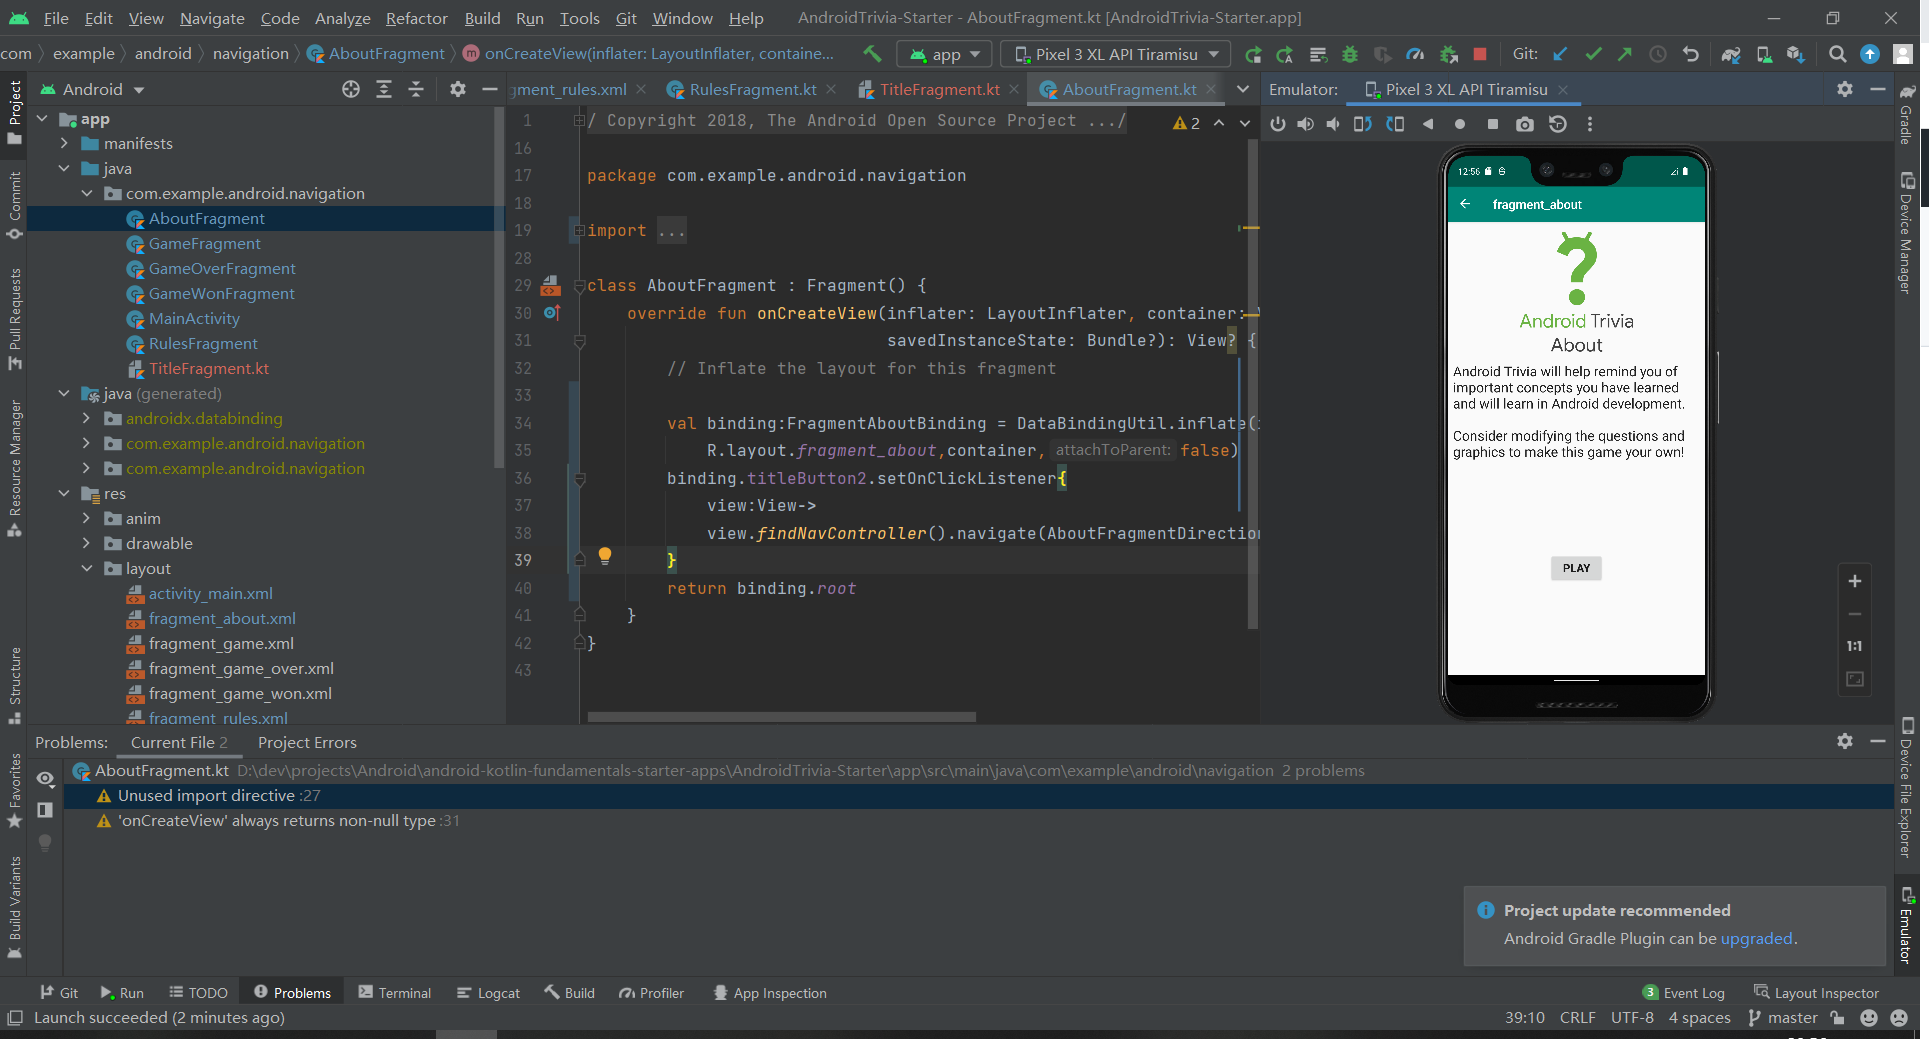 File Edit View Navigate Code Analyze Refactor Build Run Tools Git Window Help AndroidTrivia-Starter - AboutFragment.kt [AndroidTrivia-Starter.app]
com example android navigation AboutFragment m onCreateView(inflater: LayoutInflater, containe... app Pixel 3 XL API Tiramisu Git:
Project
Commit
Pull Requests
Resource Manager
Structure
Favorites
Build Variants
Android
app
manifests
java
com.example.android.navigation
AboutFragment
GameFragment
GameOverFragment
GameWonFragment
MainActivity
RulesFragment
TitleFragment.kt
java (generated)
androidx.databinding
com.example.android.navigation
com.example.android.navigation
res
anim
drawable
layout
activity_main.xml
fragment_about.xml
fragment_game.xml
fragment_game_over.xml
fragment_game_won.xml
fragment_rules.xml
gment_rules.xml RulesFragment.kt TitleFragment.kt AboutFragment.kt
2
1 / Copyright 2018, The Android Open Source Project .../
16
17 package com.example.android.navigation
18
19 import ...
28
29 class AboutFragment : Fragment() {
30 override fun onCreateView(inflater: LayoutInflater, container:
31 savedInstanceState: Bundle?): View? {
32 // Inflate the layout for this fragment
33
34 val binding:FragmentAboutBinding = DataBindingUtil.inflate(
35 R.layout.fragment_about,container, attachToParent: false)
36 binding.titleButton2.setOnClickListener{
37 view:View->
38 view.findNavController().navigate(AboutFragmentDirection
39 }
40 return binding.root
41 }
42 }
43
Emulator: Pixel 3 XL API Tiramisu
12:56
fragment_about
Android Trivia
About
Android Trivia will help remind you of
important concepts you have learned
and will learn in Android development.
Consider modifying the questions and
graphics to make this game your own!
PLAY
1:1
Gradle
Device Manager
Device File Explorer
Emulator
Problems: Current File 2 Project Errors
AboutFragment.kt D:\dev\projects\Android\android-kotlin-fundamentals-starter-apps\AndroidTrivia-Starter\app\src\main\java\com\example\android\navigation 2 problems
Unused import directive :27
'onCreateView' always returns non-null type :31
Project update recommended
Android Gradle Plugin can be upgraded.
Git Run TODO Problems Terminal Logcat Build Profiler App Inspection 3 Event Log Layout Inspector
Launch succeeded (2 minutes ago) 39:10 CRLF UTF-8 4 spaces master